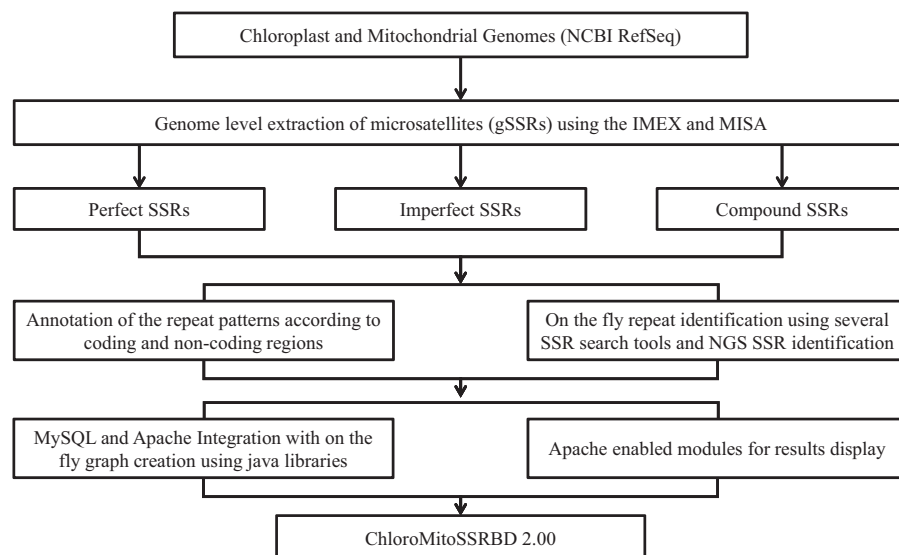 Chloroplast and Mitochondrial Genomes (NCBI RefSeq)
Genome level extraction of microsatellites (gSSRs) using the IMEX and MISA
Perfect SSRs
Imperfect SSRs
Compound SSRs
Annotation of the repeat patterns according to
coding and non-coding regions
On the fly repeat identification using several
SSR search tools and NGS SSR identification
MySQL and Apache Integration with on the
fly graph creation using java libraries
Apache enabled modules for results display
ChloroMitoSSRBD 2.00